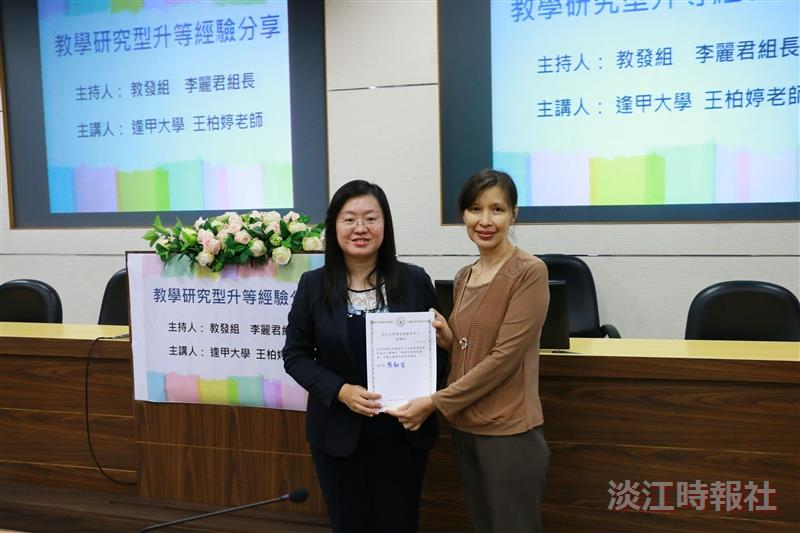 教學研究型升等經驗分享
主持人：教發組　李麗君組長
主講人：逢甲大學　王柏婷老師
教學研究型升等經驗分
主持人：教發組　李麗君組長
主講人：逢甲大學　王柏婷老師
教學研究型升等經驗
主持人：教發組　李麗君
主講人：逢甲大學　王柏
感謝狀
淡江時報社